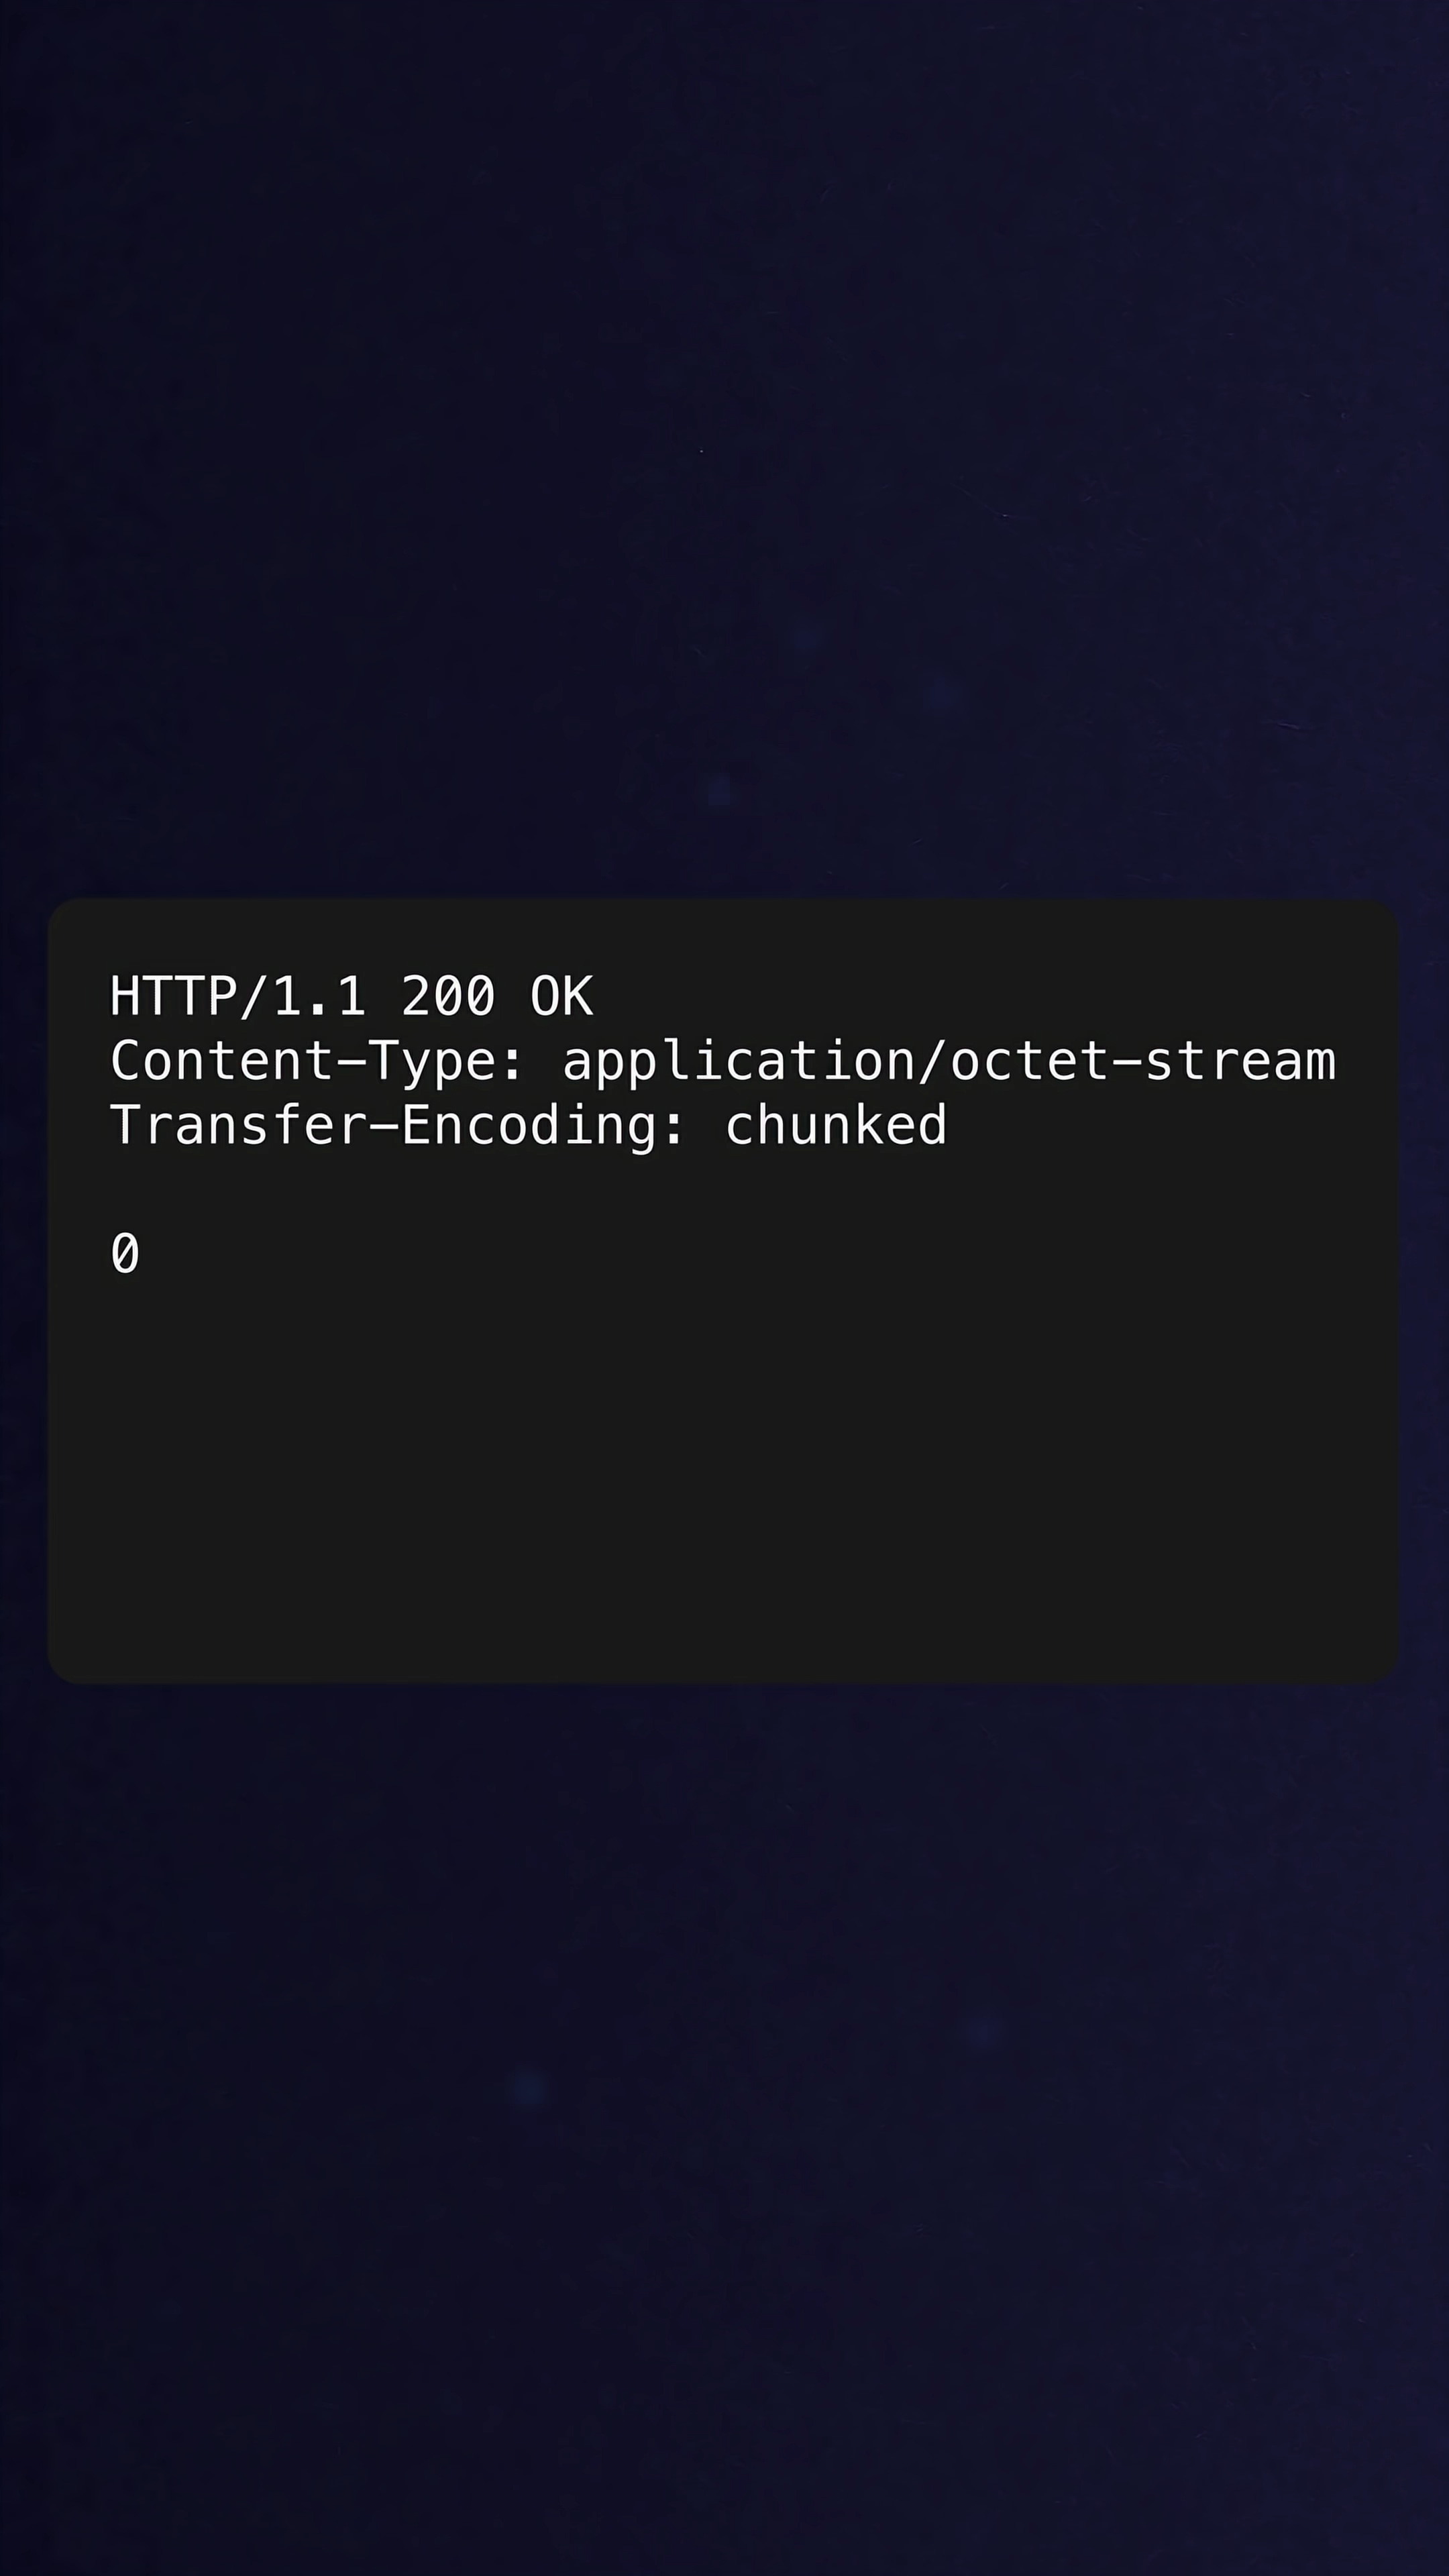 HTTP/1.1 200 OK
Content-Type: application/octet-stream
Transfer-Encoding: chunked
0